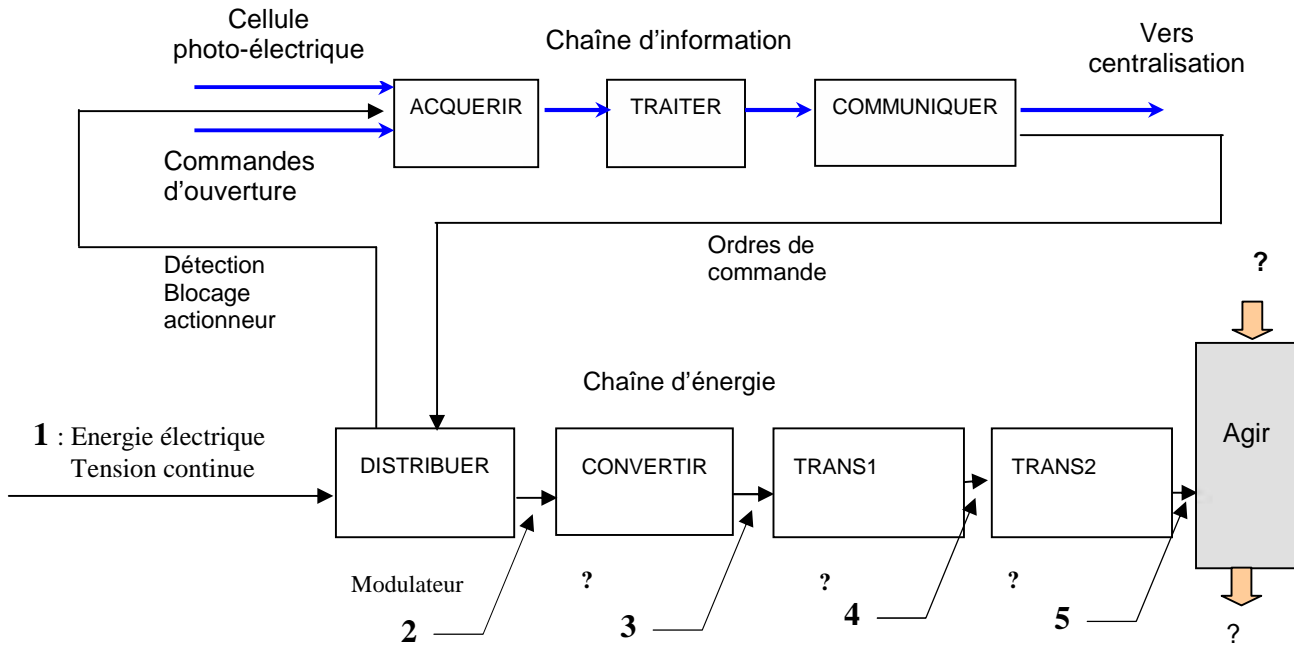 Cellule
photo-électrique
Chaîne d’information
Vers
centralisation
ACQUERIR
TRAITER
COMMUNIQUER
Commandes
d’ouverture
Détection
Blocage
actionneur
Ordres de
commande
?
Chaîne d’énergie
1 : Energie électrique
Tension continue
DISTRIBUER
CONVERTIR
TRANS1
TRANS2
Agir
Modulateur
?
?
?
2
3
4
5
?